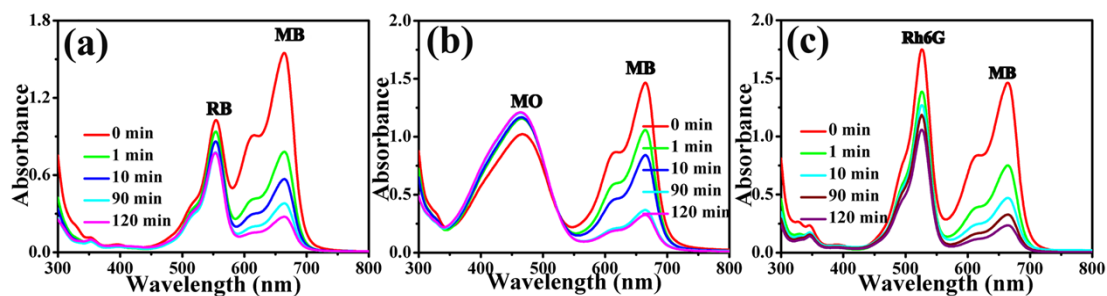 (a)
RB
MB
0 min
1 min
10 min
90 min
120 min
Absorbance
1.8
1.2
0.6
0.0
300 400 500 600 700 800
Wavelength (nm)
(b)
MO
MB
0 min
1 min
10 min
90 min
120 min
Absorbance
2.0
1.5
1.0
0.5
0.0
300 400 500 600 700 800
Wavelength (nm)
(c)
Rh6G
MB
0 min
1 min
10 min
90 min
120 min
Absorbance
2.0
1.5
1.0
0.5
0.0
300 400 500 600 700 800
Wavelength (nm)